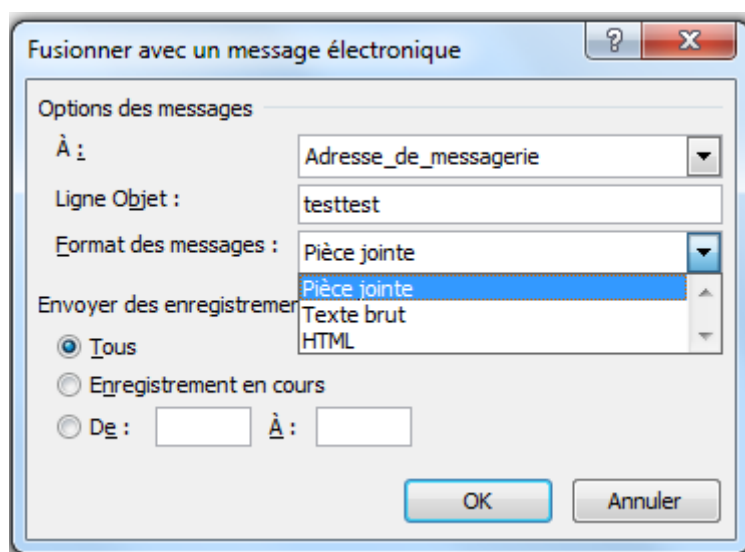 Fusionner avec un message électronique
Options des messages
À : Adresse_de_messagerie
Ligne Objet : testtest
Format des messages : Pièce jointe
Pièce jointe
Envoyer des enregistremen
Texte brut
HTML
Tous
Enregistrement en cours
De : À :
OK Annuler